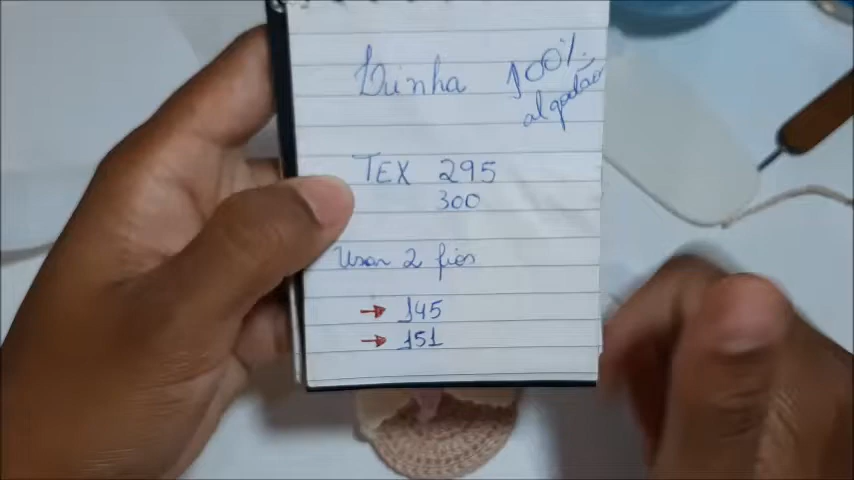 Linha 100% algodão
TEX 295
300
Usar 2 fios
→ 145
→ 151